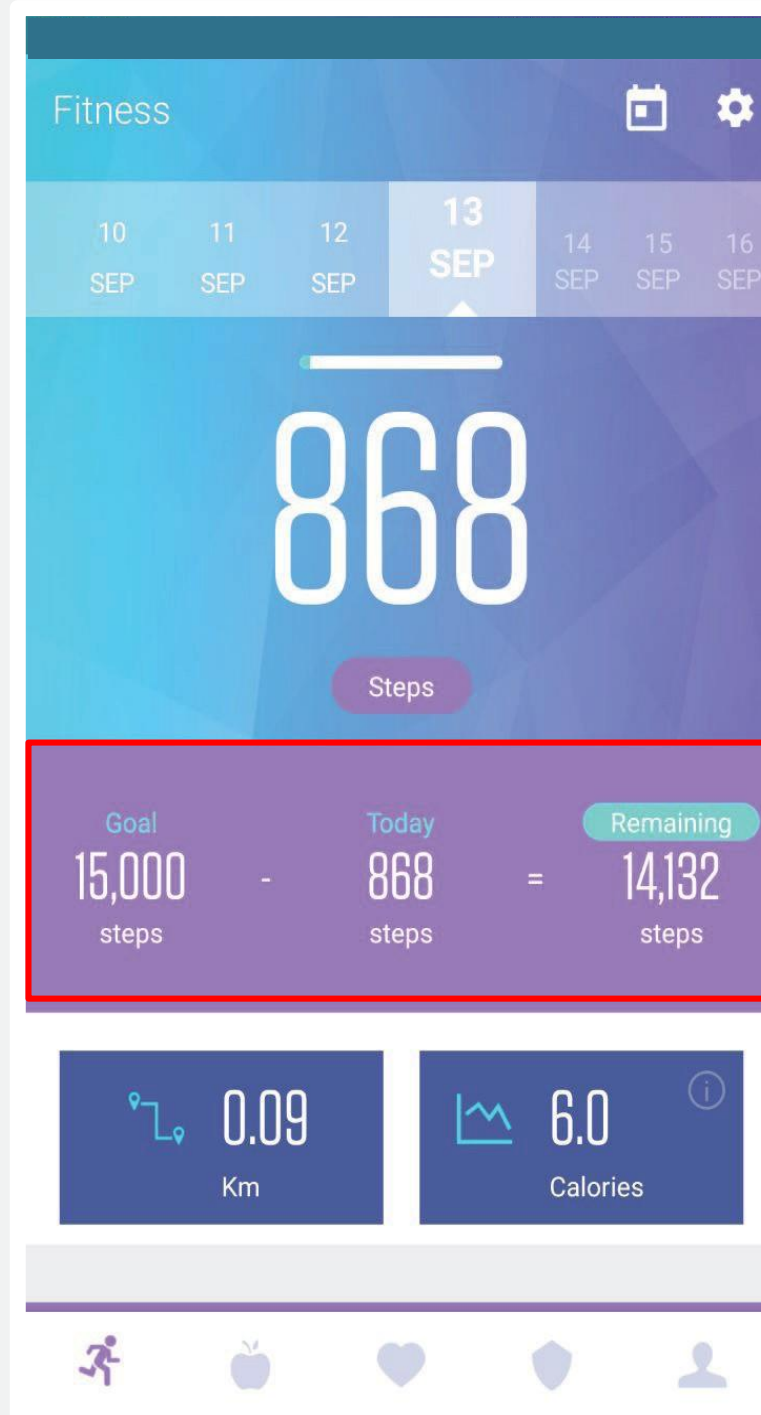 Fitness
10 11 12 13 14 15 16
SEP SEP SEP SEP SEP SEP SEP
868
Steps
Goal Today Remaining
15,000 - 868 = 14,132
steps steps steps
0.09 6.0
Km Calories